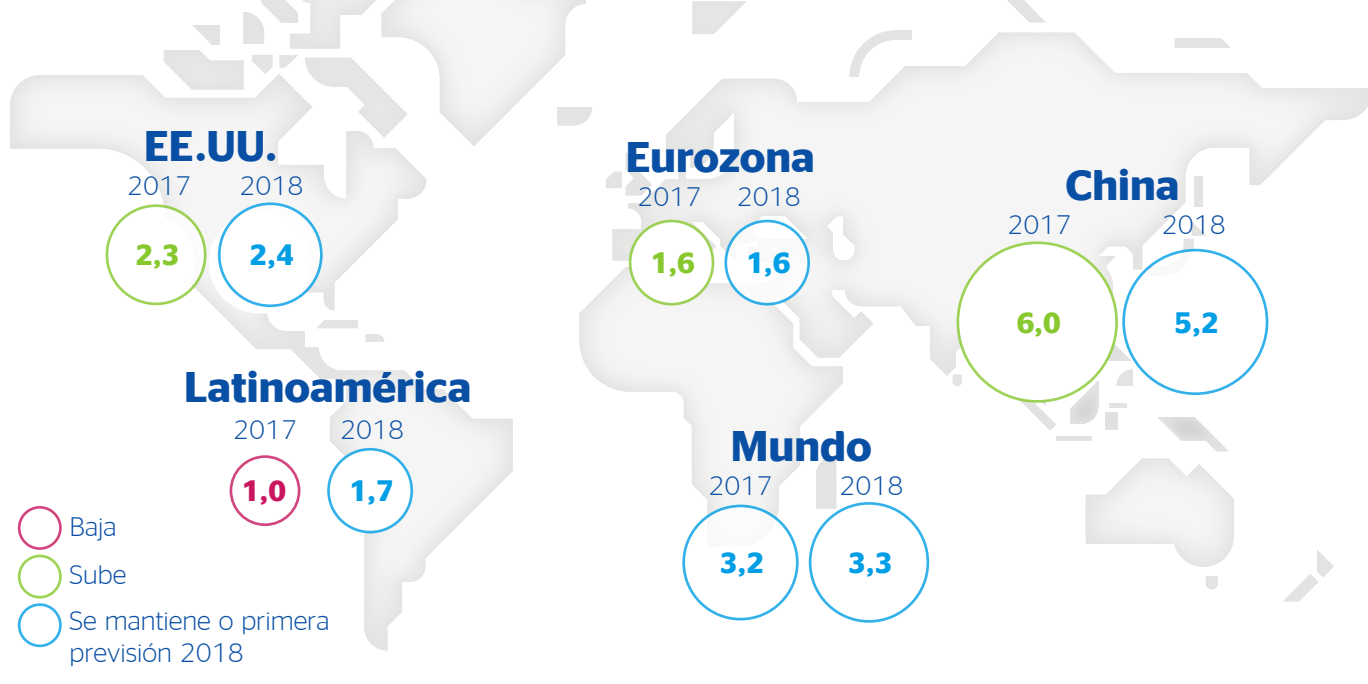 EE.UU.
2017 2018
2,3 2,4
Eurozona
2017 2018
1,6 1,6
China
2017 2018
6,0 5,2
Latinoamérica
2017 2018
1,0 1,7
Mundo
2017 2018
3,2 3,3
Baja
Sube
Se mantiene o primera
previsión 2018